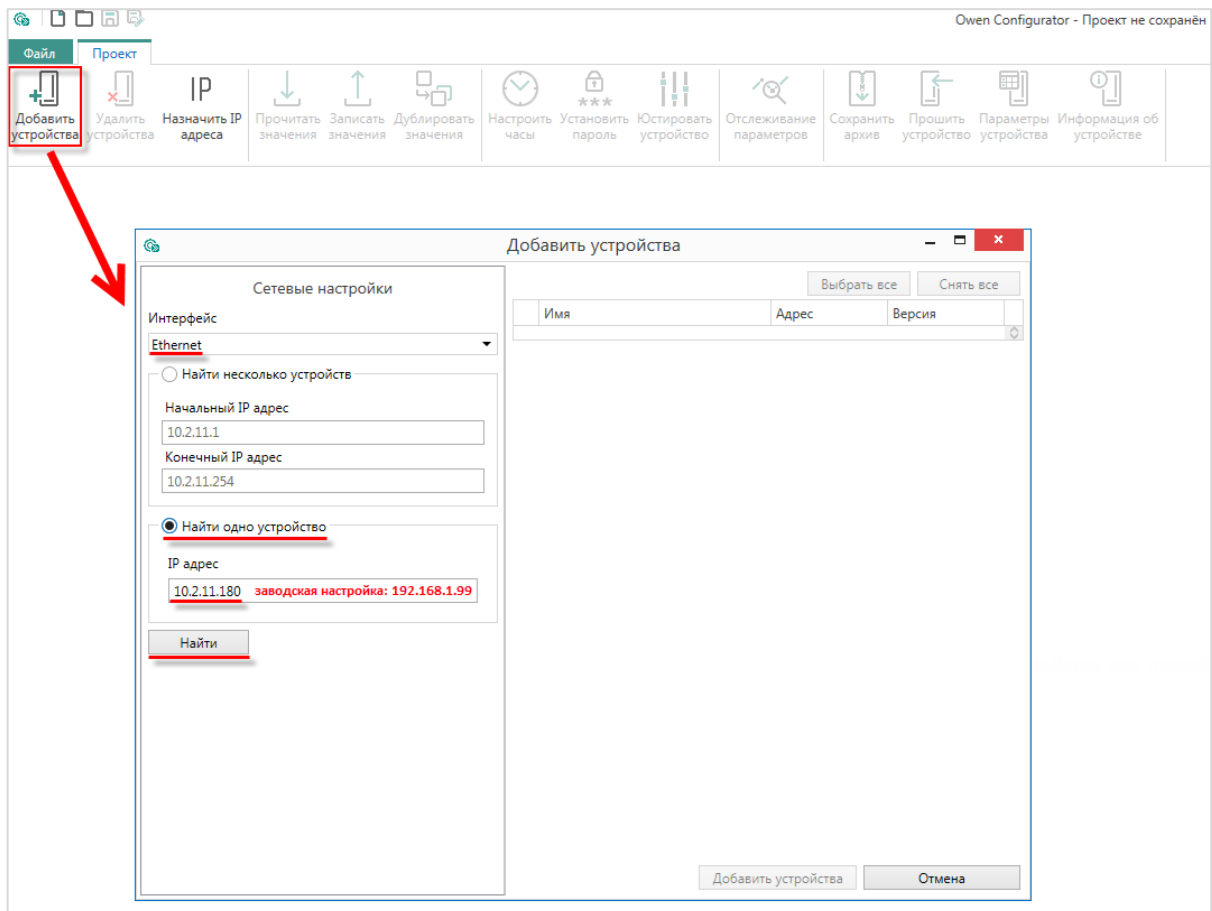 Owen Configurator - Проект не сохранён
Файл
Проект
Добавить
устройства
Удалить
устройства
IP
Назначить IP
адреса
Прочитать
значения
Записать
значения
Дублировать
значения
Настроить
часы
***
Установить
пароль
Юстировать
устройство
Отслеживание
параметров
Сохранить
архив
Прошить
устройство
Параметры
устройства
Информация об
устройстве
Добавить устройства
Сетевые настройки
Интерфейс
Ethernet
Найти несколько устройств
Начальный IP адрес
10.2.11.1
Конечный IP адрес
10.2.11.254
Найти одно устройство
IP адрес
10.2.11.180 заводская настройка: 192.168.1.99
Найти
Выбрать все
Снять все
Имя
Адрес
Версия
Добавить устройства
Отмена